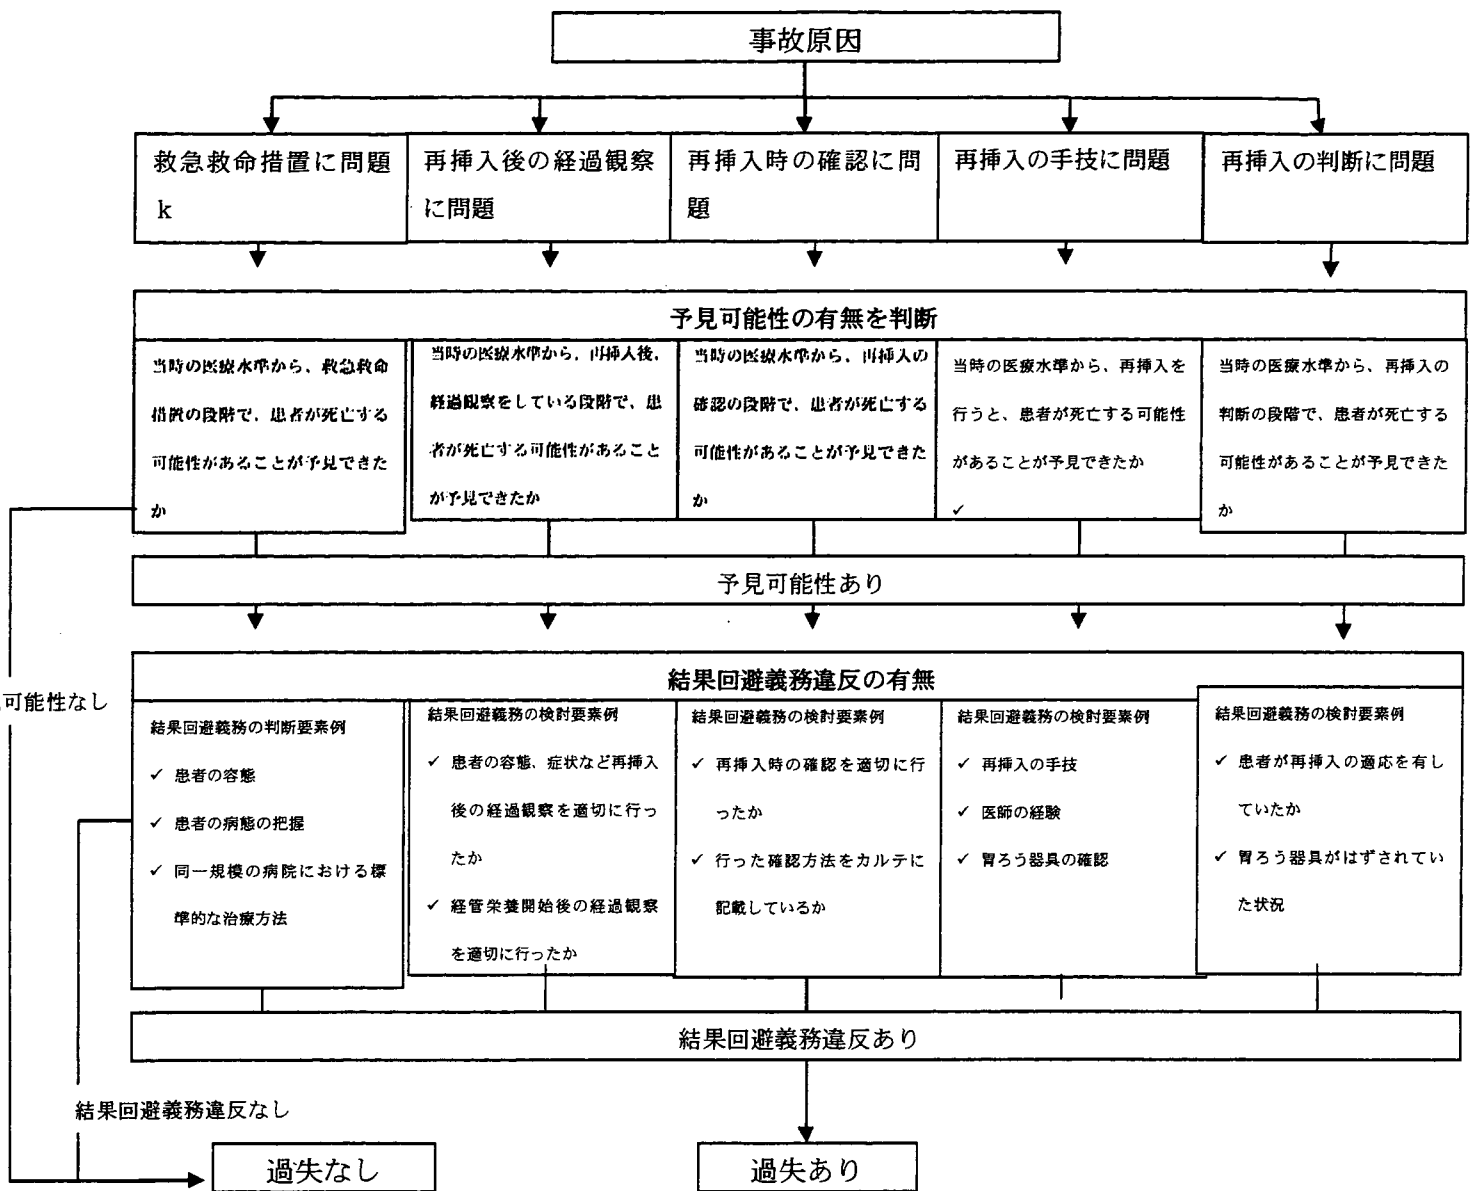 事故原因
救急救命措置に問題
k
再挿入後の経過観察
に問題
再挿入時の確認に問
題
再挿入の手技に問題
再挿入の判断に問題
予見可能性の有無を判断
当時の医療水準から、救急救命
措置の段階で、患者が死亡する
可能性があることが予見できた
か
当時の医療水準から、再挿入後、
経過観察をしている段階で、患
者が死亡する可能性があること
が予見できたか
当時の医療水準から、再挿入の
確認の段階で、患者が死亡する
可能性があることが予見できた
か
当時の医療水準から、再挿入を
行うと、患者が死亡する可能性
があることが予見できたか
✓
当時の医療水準から、再挿入の
判断の段階で、患者が死亡する
可能性があることが予見できた
か
予見可能性あり
可能性なし
結果回避義務違反の有無
結果回避義務の判断要素例
✓ 患者の容態
✓ 患者の病態の把握
✓ 同一規模の病院における標
準的な治療方法
結果回避義務の検討要素例
✓ 患者の容態、症状など再挿入
後の経過観察を適切に行っ
たか
✓ 経管栄養開始後の経過観察
を適切に行ったか
結果回避義務の検討要素例
✓ 再挿入時の確認を適切に行
ったか
✓ 行った確認方法をカルテに
記載しているか
結果回避義務の検討要素例
✓ 再挿入の手技
✓ 医師の経験
✓ 胃ろう器具の確認
結果回避義務の検討要素例
✓ 患者が再挿入の適応を有し
ていたか
✓ 胃ろう器具がはずされてい
た状況
結果回避義務違反あり
結果回避義務違反なし
過失なし
過失あり